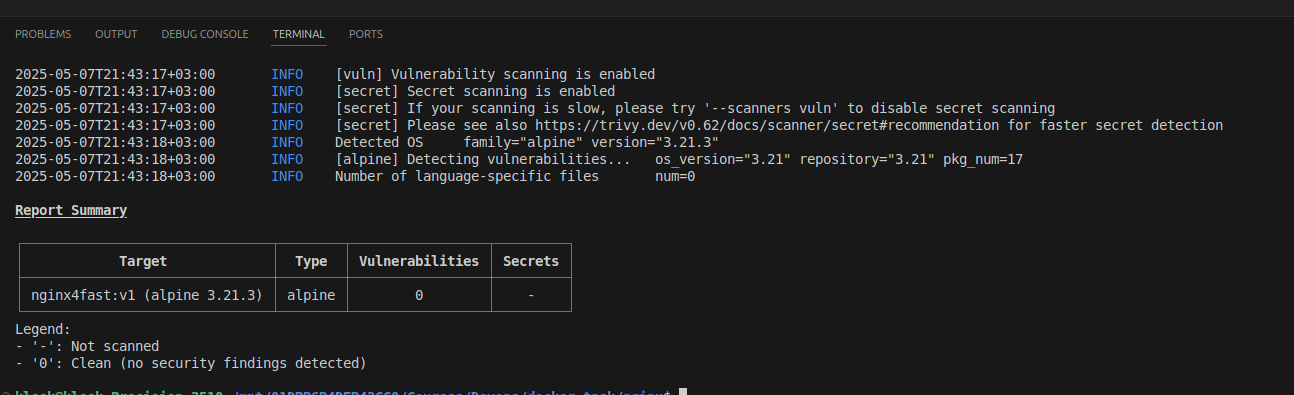 PROBLEMS OUTPUT DEBUG CONSOLE TERMINAL PORTS
2025-05-07T21:43:17+03:00 INFO [vuln] Vulnerability scanning is enabled
2025-05-07T21:43:17+03:00 INFO [secret] Secret scanning is enabled
2025-05-07T21:43:17+03:00 INFO [secret] If your scanning is slow, please try '--scanners vuln' to disable secret scanning
2025-05-07T21:43:17+03:00 INFO [secret] Please see also https://trivy.dev/v0.62/docs/scanner/secret#recommendation for faster secret detection
2025-05-07T21:43:18+03:00 INFO Detected OS family="alpine" version="3.21.3"
2025-05-07T21:43:18+03:00 INFO [alpine] Detecting vulnerabilities... os_version="3.21" repository="3.21" pkg_num=17
2025-05-07T21:43:18+03:00 INFO Number of language-specific files num=0
Report Summary
Target Type Vulnerabilities Secrets
nginx4fast:v1 (alpine 3.21.3) alpine 0 -
Legend:
- '-': Not scanned
- '0': Clean (no security findings detected)